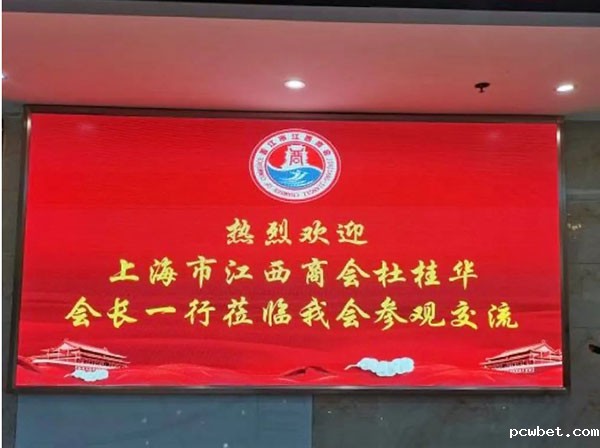 热烈欢迎
上海市江西商会杜桂华
会长一行莅临我会参观交流
pcwbet.com